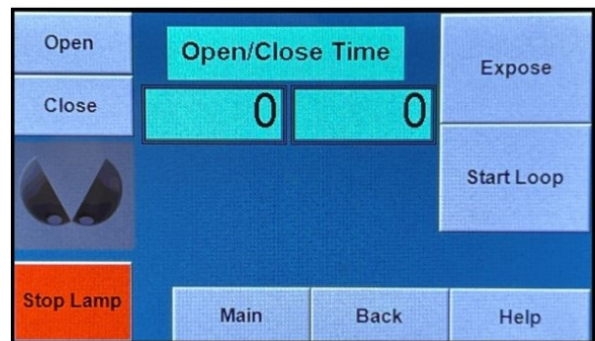 Open
Open/Close Time
Expose
Close
0
0
Start Loop
Stop Lamp
Main
Back
Help